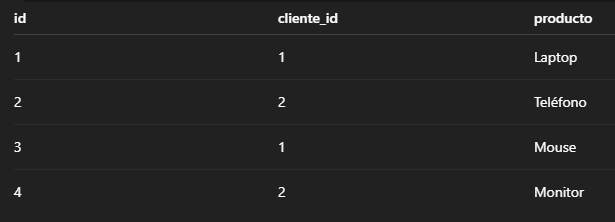 id cliente_id producto
1 1 Laptop
2 2 Teléfono
3 1 Mouse
4 2 Monitor